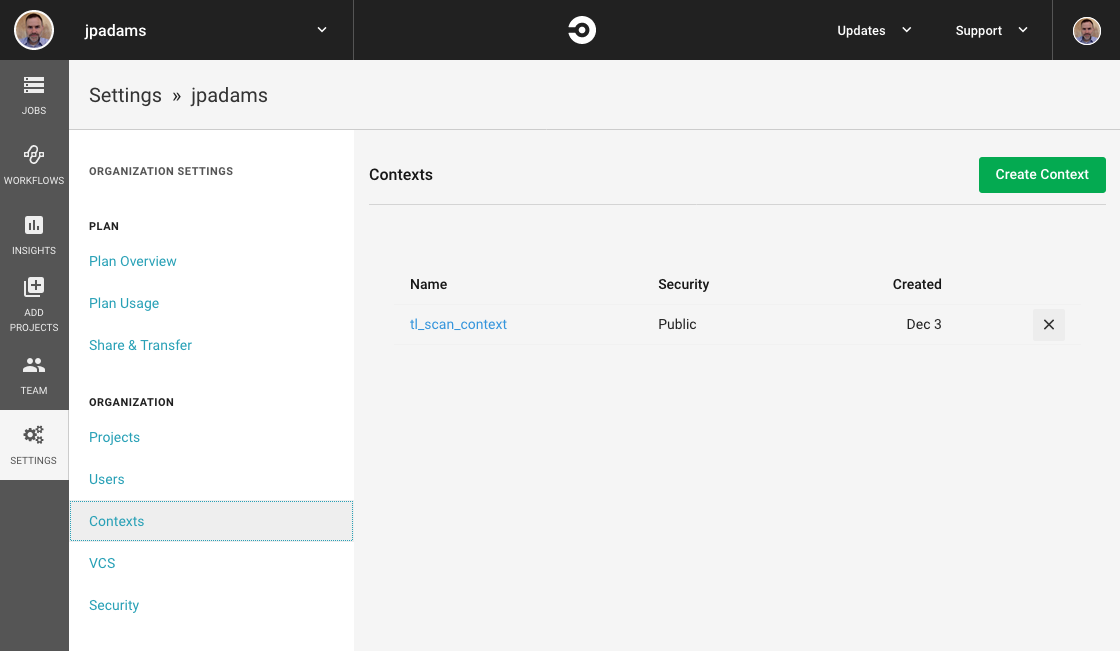 jpadams
Updates
Support
JOBS
WORKFLOWS
INSIGHTS
ADD
PROJECTS
TEAM
SETTINGS
Settings » jpadams
ORGANIZATION SETTINGS
PLAN
Plan Overview
Plan Usage
Share & Transfer
ORGANIZATION
Projects
Users
Contexts
VCS
Security
Contexts
Create Context
Name Security Created
tl_scan_context Public Dec 3